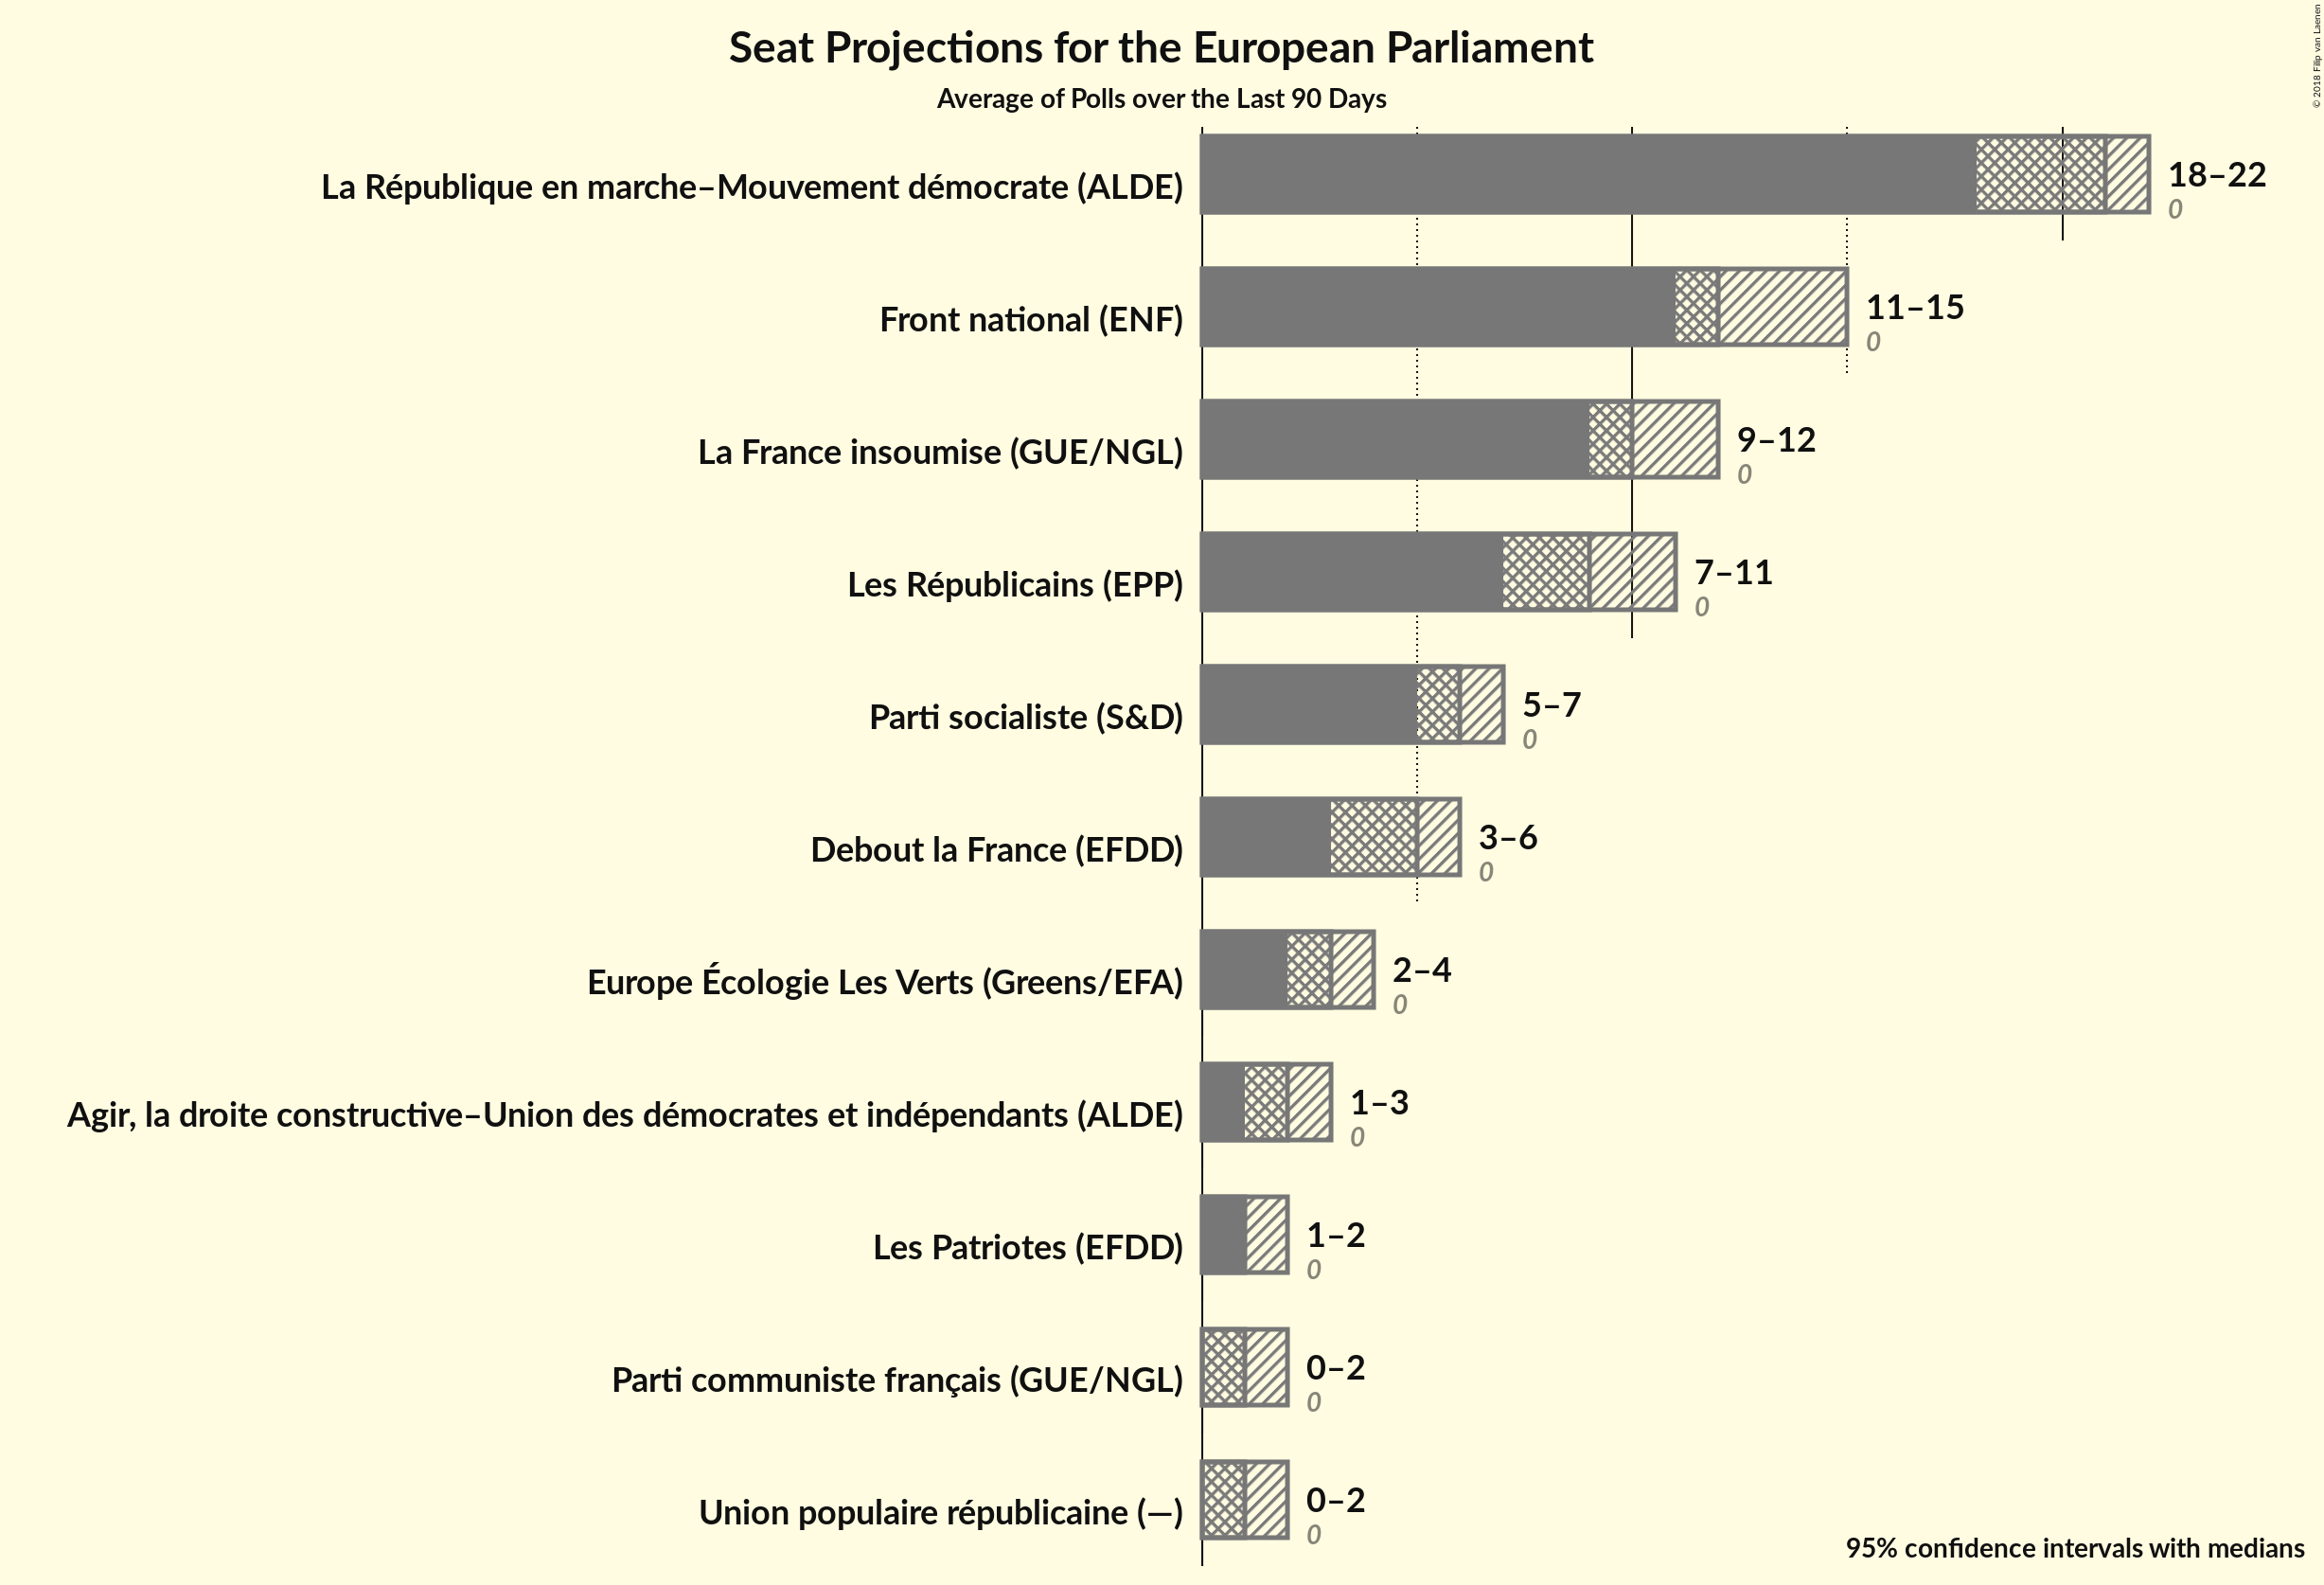 Seat Projections for the European Parliament
Average of Polls over the Last 90 Days
© 2018 Filip van Laenen
La République en marche–Mouvement démocrate (ALDE)
18–22
0
Front national (ENF)
11–15
0
La France insoumise (GUE/NGL)
9–12
0
Les Républicains (EPP)
7–11
0
Parti socialiste (S&D)
5–7
0
Debout la France (EFDD)
3–6
0
Europe Écologie Les Verts (Greens/EFA)
2–4
0
Agir, la droite constructive–Union des démocrates et indépendants (ALDE)
1–3
0
Les Patriotes (EFDD)
1–2
0
Parti communiste français (GUE/NGL)
0–2
0
Union populaire républicaine (—)
0–2
0
95% confidence intervals with medians